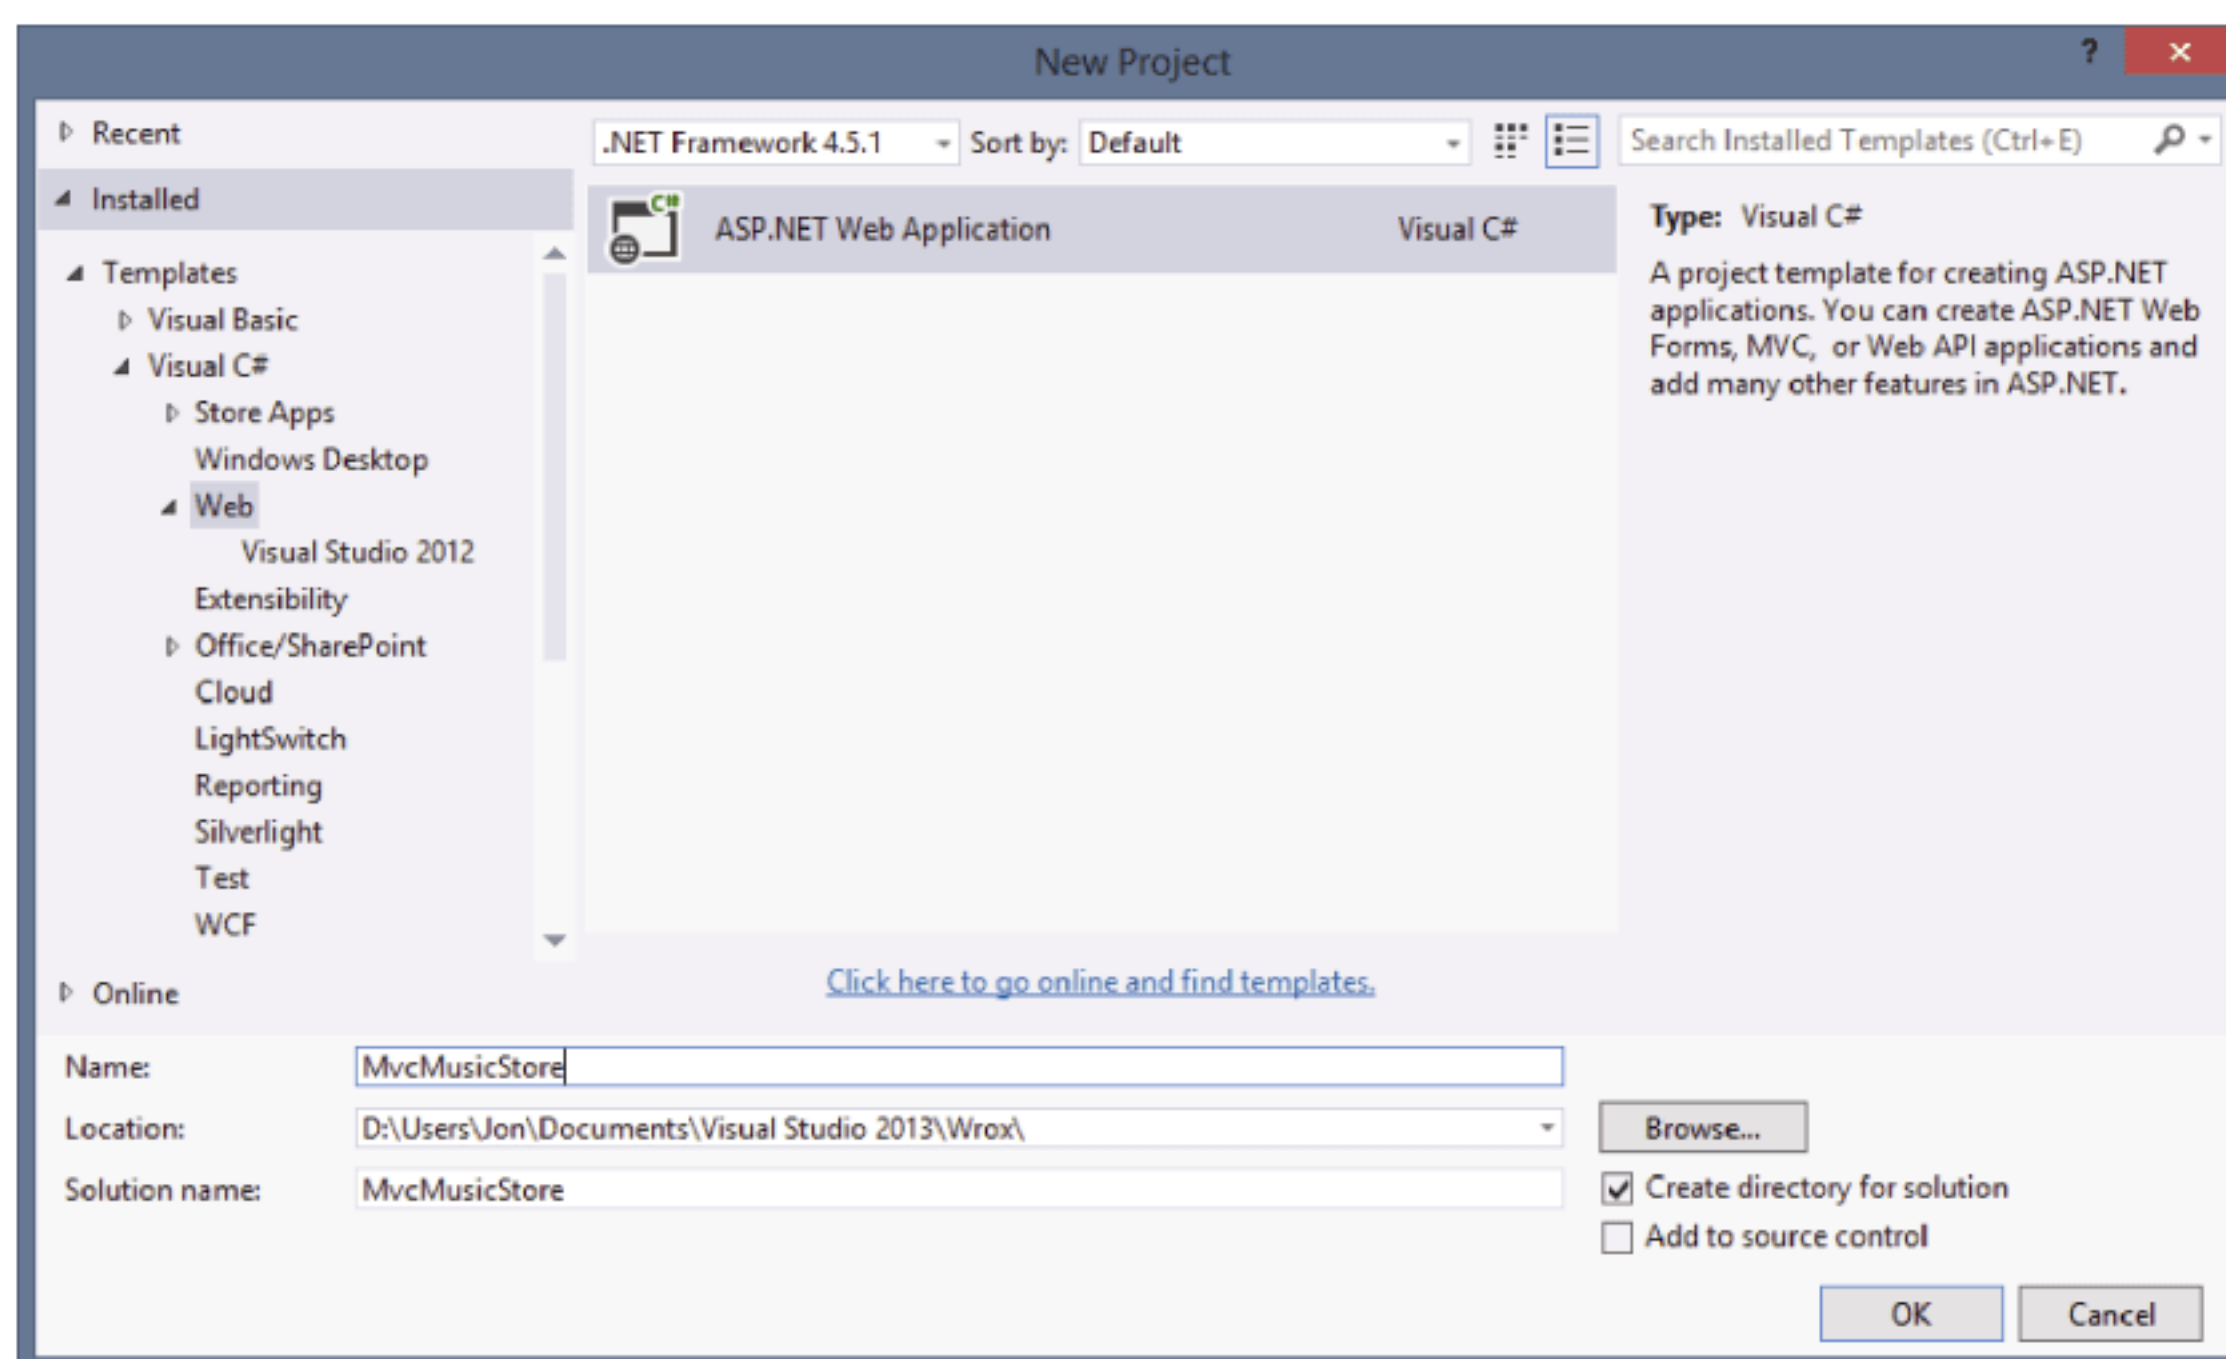 New Project
?
Recent
Installed
Templates
Visual Basic
Visual C#
Store Apps
Windows Desktop
Web
Visual Studio 2012
Extensibility
Office/SharePoint
Cloud
LightSwitch
Reporting
Silverlight
Test
WCF
Online
.NET Framework 4.5.1 Sort by: Default
C#
ASP.NET Web Application Visual C#
Click here to go online and find templates.
Search Installed Templates (Ctrl+E)
Type: Visual C#
A project template for creating ASP.NET
applications. You can create ASP.NET Web
Forms, MVC, or Web API applications and
add many other features in ASP.NET.
Name: MvcMusicStore
Location: D:\Users\Jon\Documents\Visual Studio 2013\Wrox\
Browse...
Solution name: MvcMusicStore
Create directory for solution
Add to source control
OK Cancel